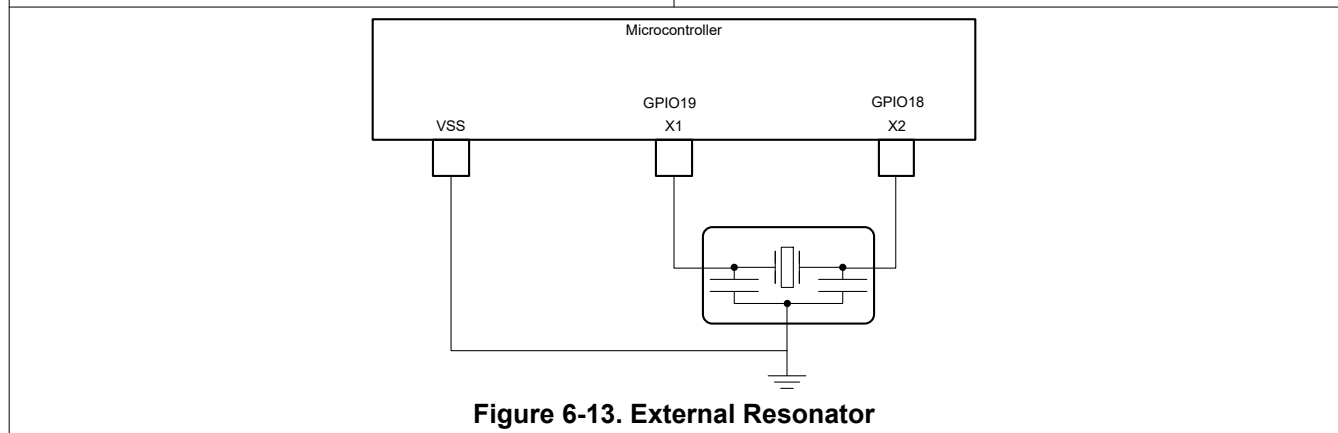 Microcontroller
GPIO19
GPIO18
VSS
X1
X2
Figure 6-13. External Resonator